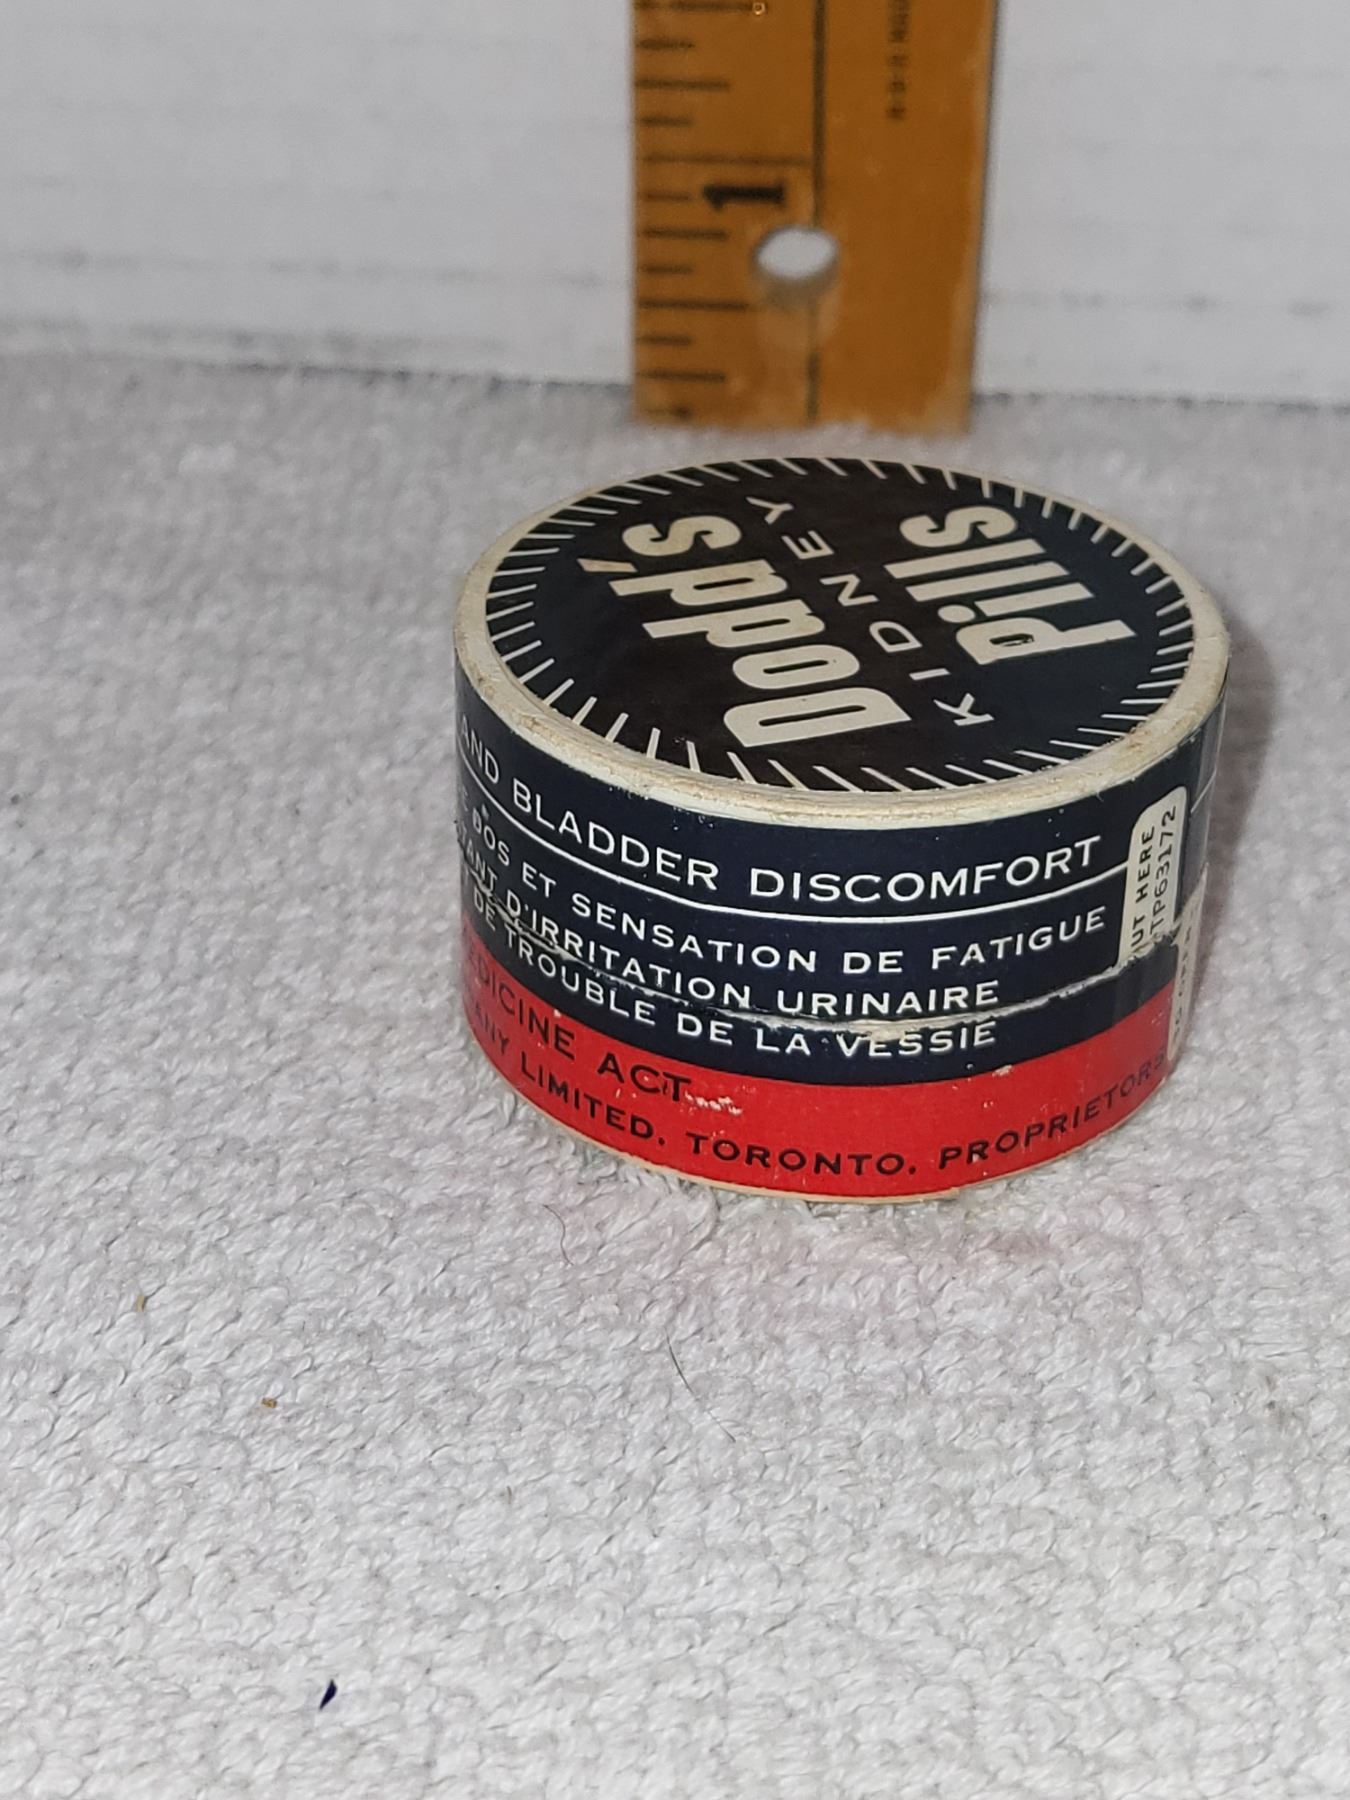 1
Dodd's
KIDNEY
Pills
AND BLADDER DISCOMFORT
DOS ET SENSATION DE FATIGUE
D'IRRITATION URINAIRE
DE TROUBLE DE LA VESSIE
ACT
LIMITED. TORONTO. PROPRIETORS
HERE